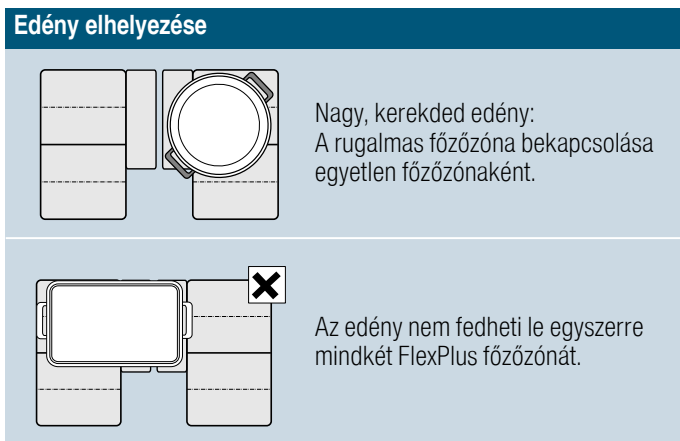 Edény elhelyezése
Nagy, kerekded edény:
A rugalmas főzőzóna bekapcsolása
egyetlen főzőzónaként.
Az edény nem fedheti le egyszerre
mindkét FlexPlus főzőzónát.